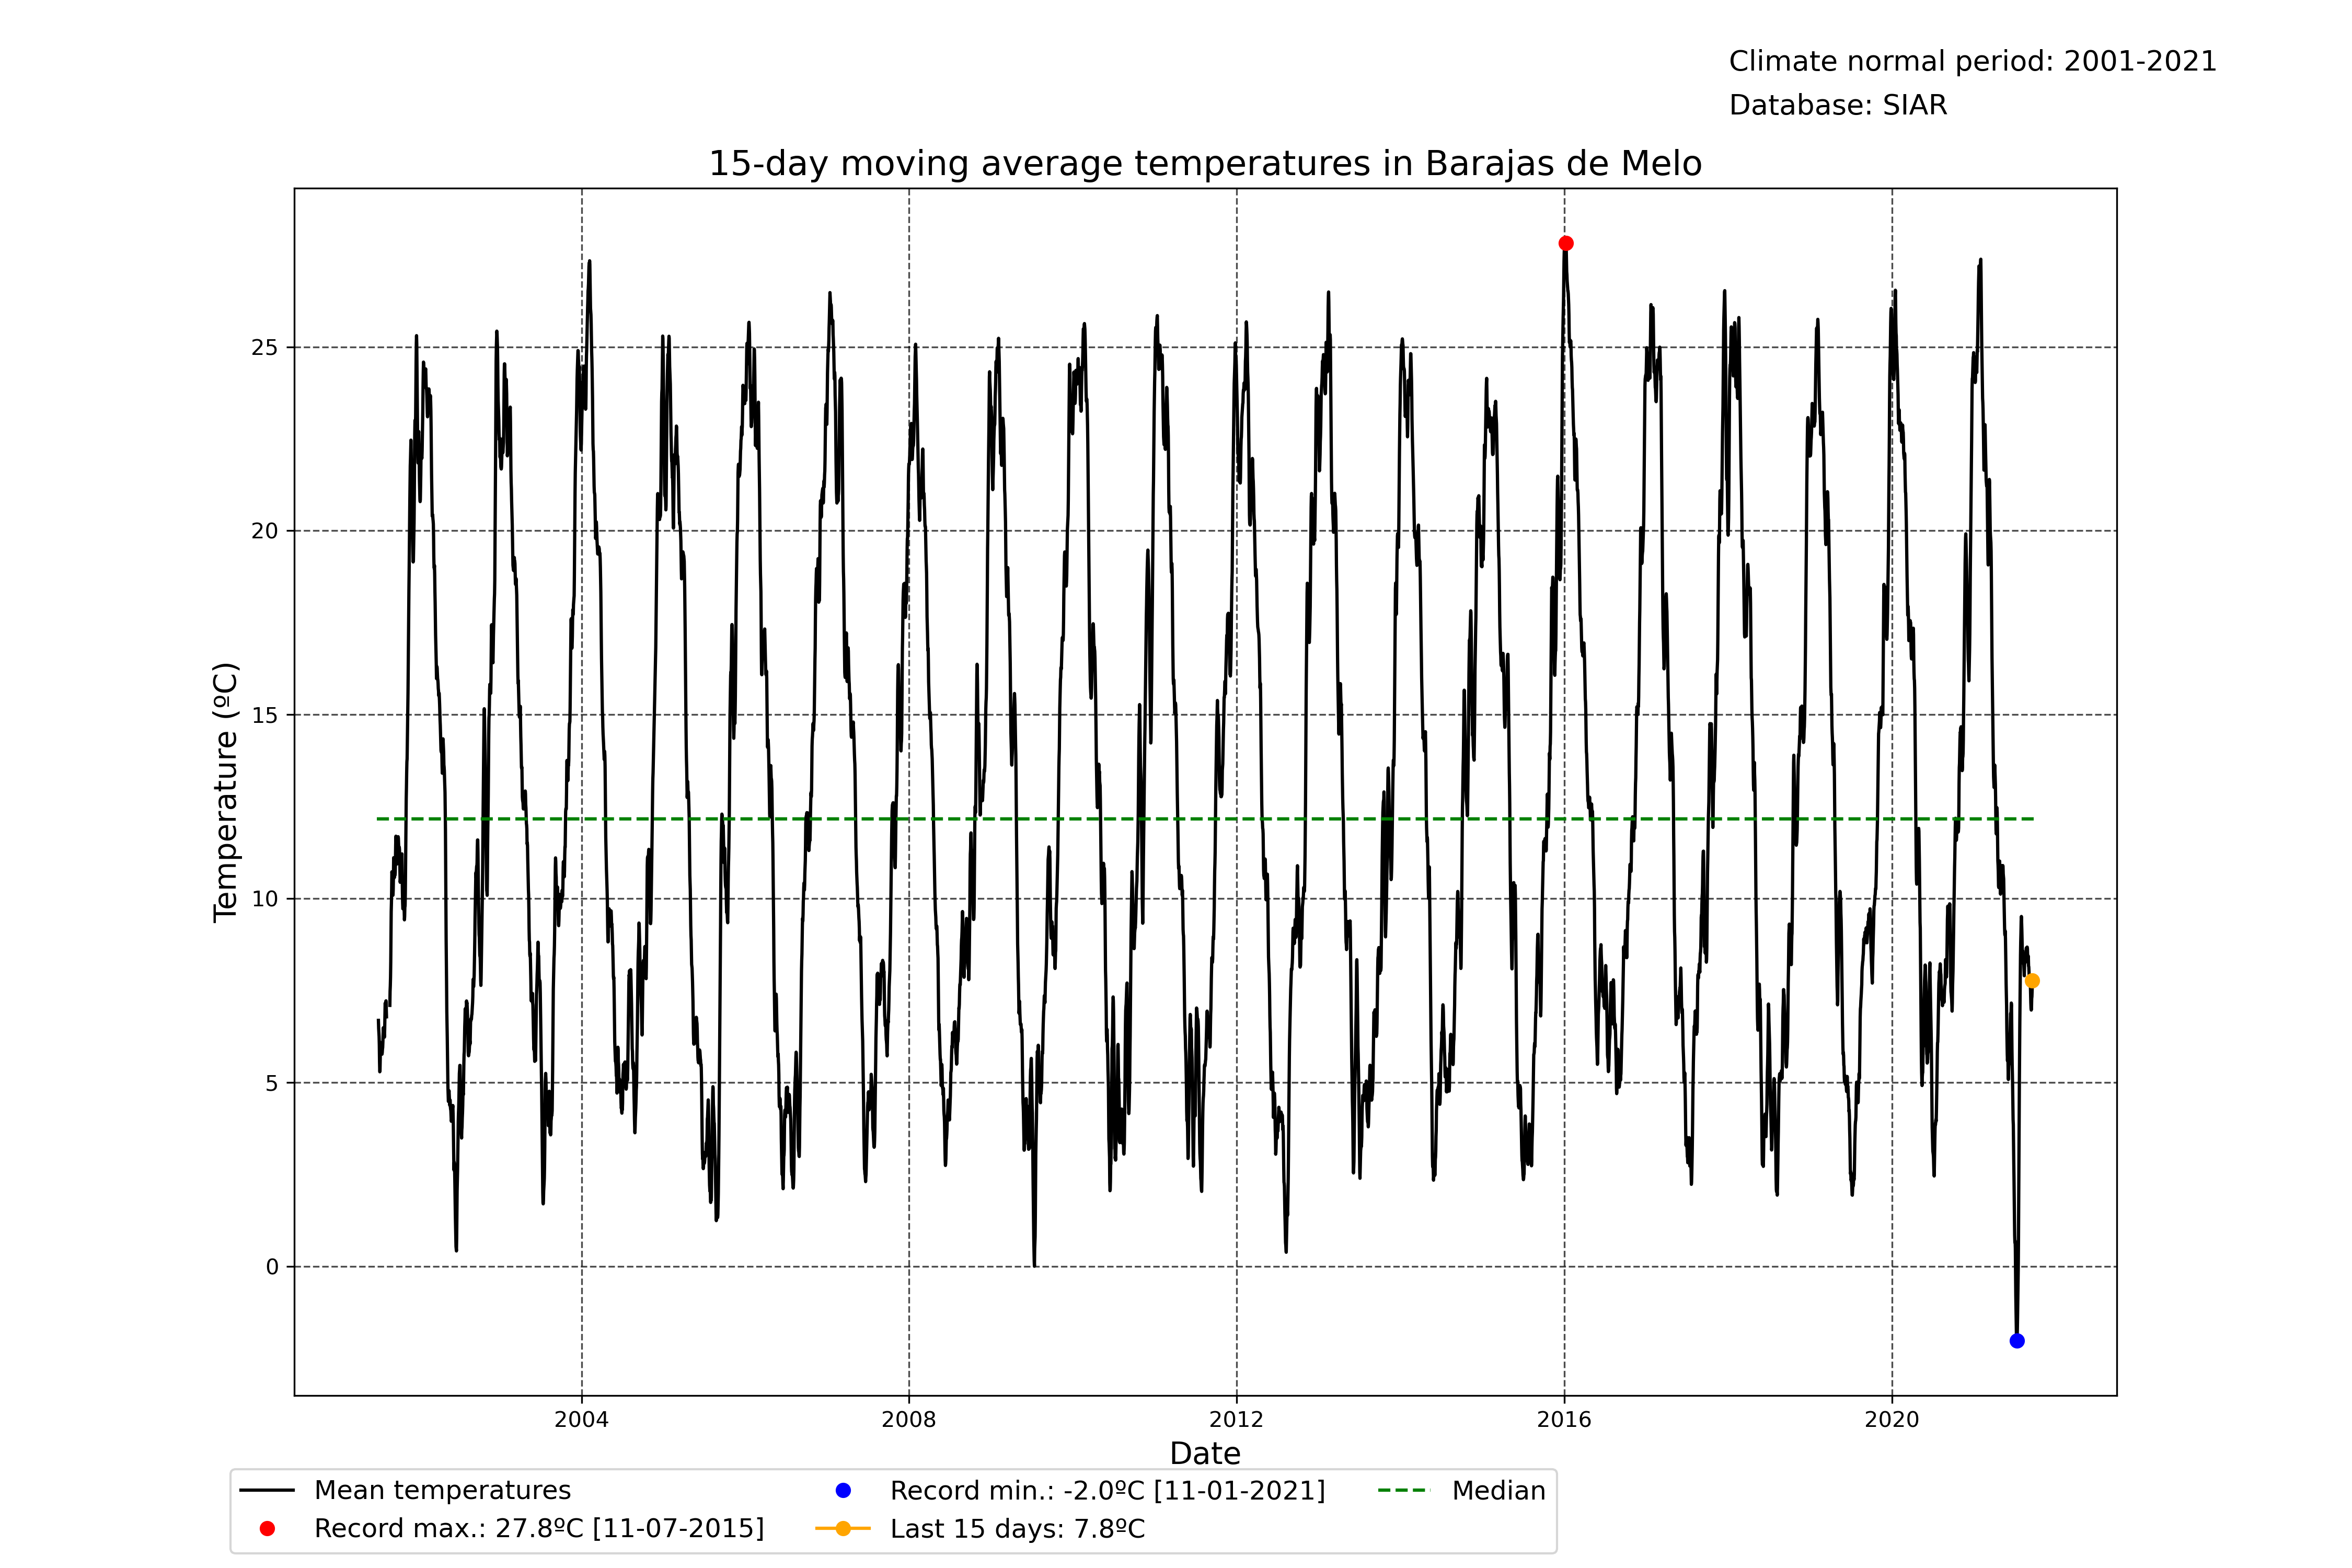 Climate normal period: 2001-2021
Database: SIAR
15-day moving average temperatures in Barajas de Melo
25
20
15
10
5
0
Temperature (ºC)
2004 2008 2012 2016 2020
Date
Mean temperatures
Record max.: 27.8ºC [11-07-2015]
Record min.: -2.0ºC [11-01-2021]
Last 15 days: 7.8ºC
Median